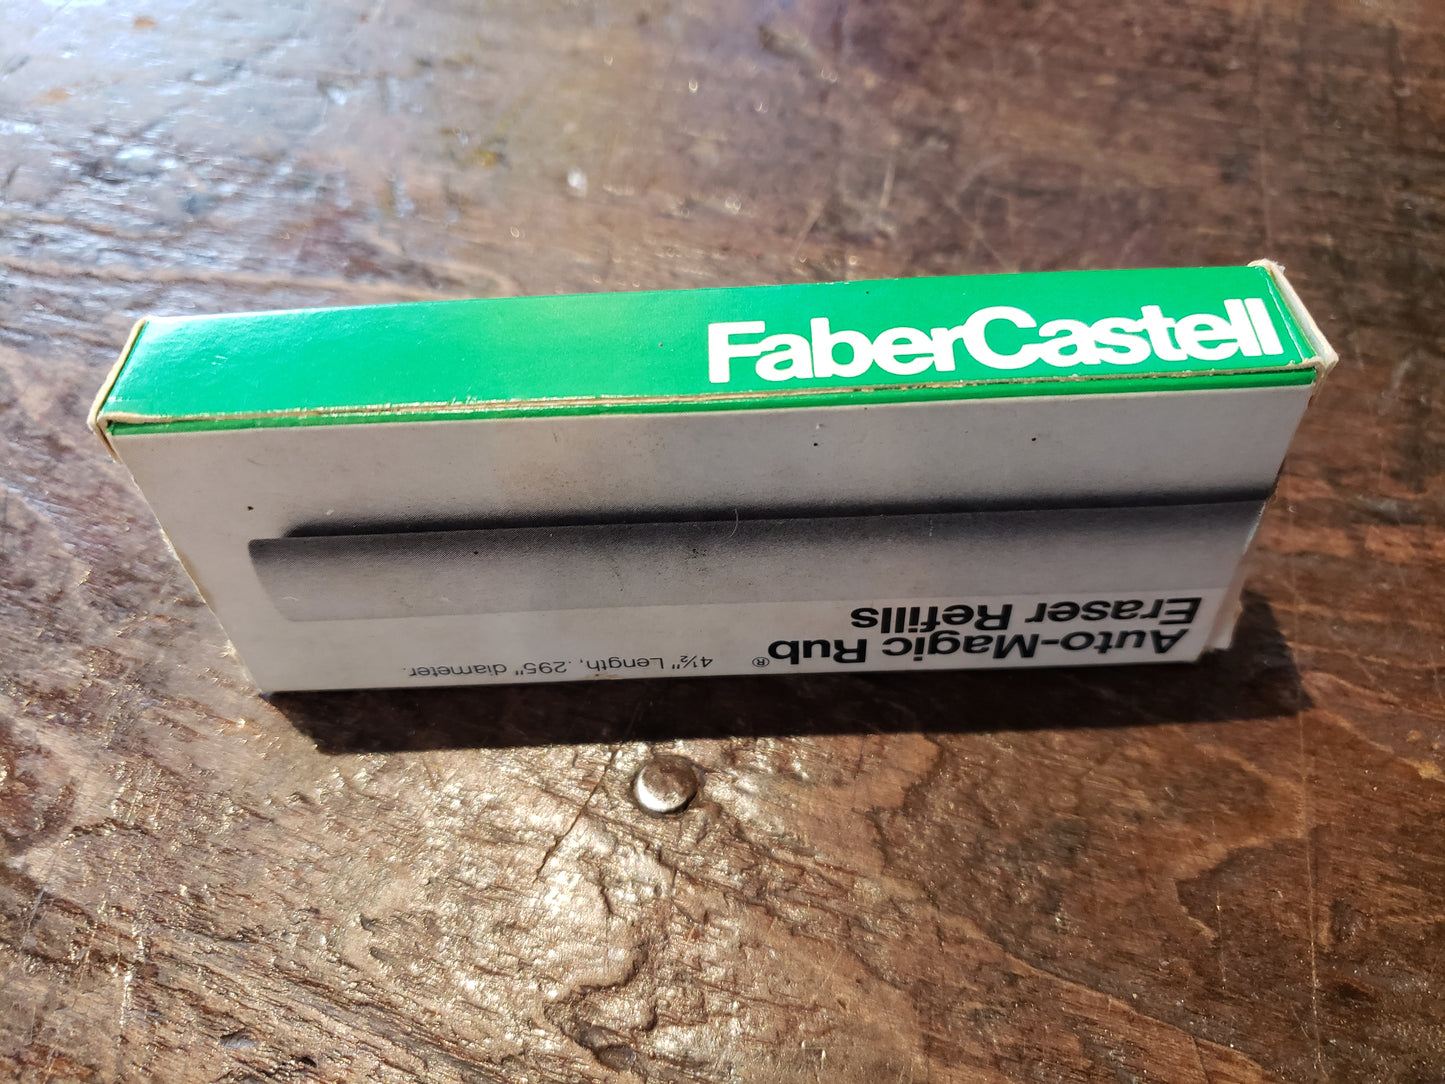 FaberCastell
Auto-Magic Rub®
Eraser Refills
4½" Length, .295" diameter.